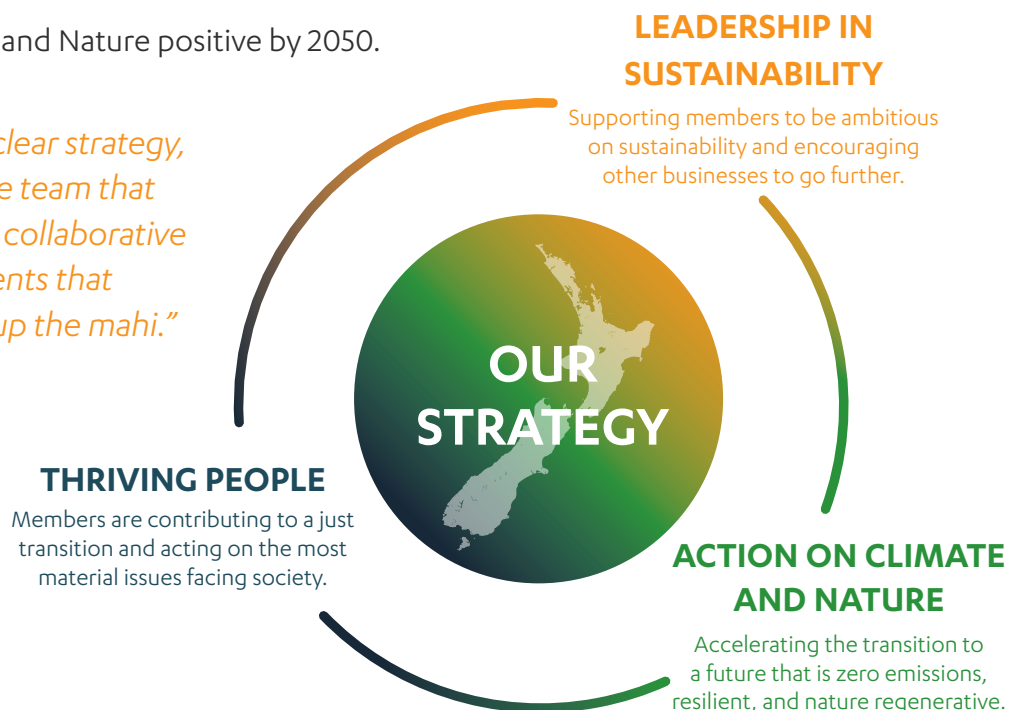 and Nature positive by 2050.
clear strategy,
team that
collaborative
that
up the mahi.”
LEADERSHIP IN
SUSTAINABILITY
Supporting members to be ambitious
on sustainability and encouraging
other businesses to go further.
OUR
STRATEGY
THRIVING PEOPLE
Members are contributing to a just
transition and acting on the most
material issues facing society.
ACTION ON CLIMATE
AND NATURE
Accelerating the transition to
a future that is zero emissions,
resilient, and nature regenerative.